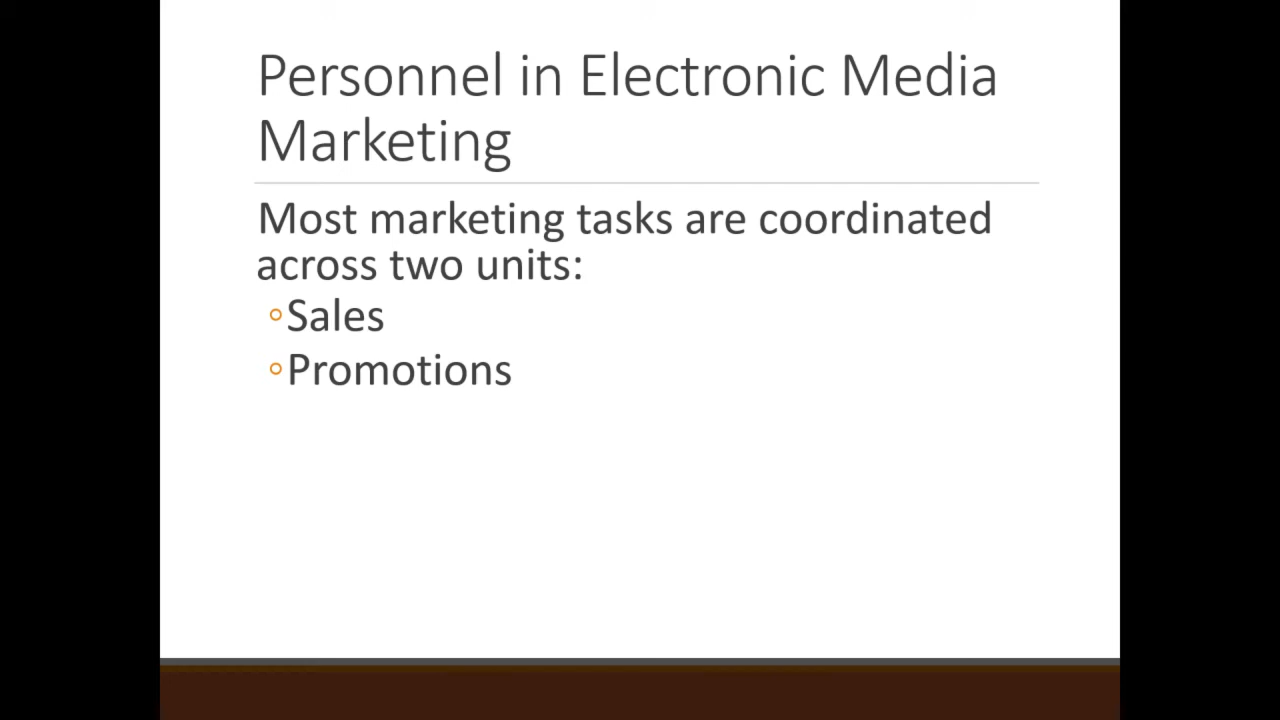 Personnel in Electronic Media
Marketing
Most marketing tasks are coordinated
across two units:
◦Sales
◦Promotions